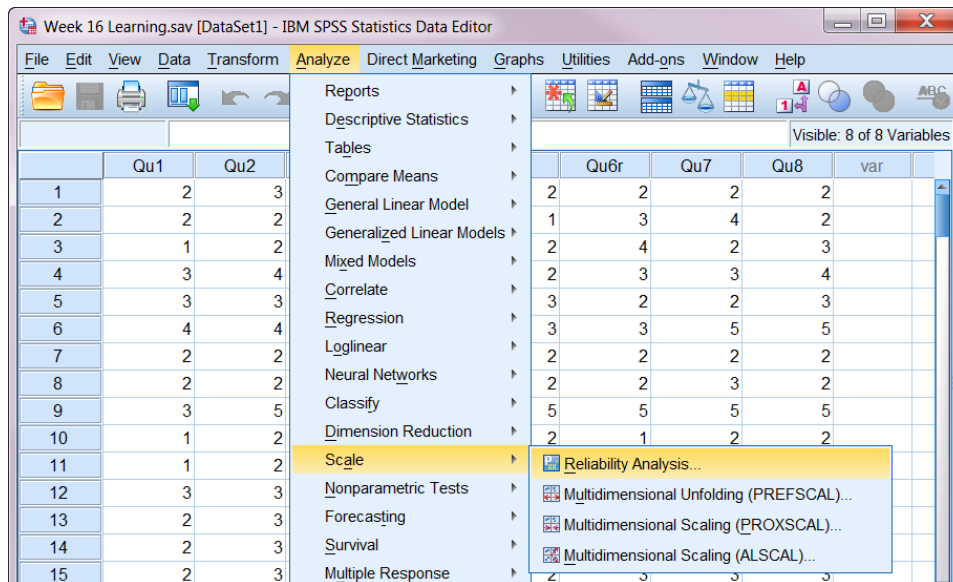 Week 16 Learning.sav [DataSet1] - IBM SPSS Statistics Data Editor
File Edit View Data Transform Analyze Direct Marketing Graphs Utilities Add-ons Window Help
Visible: 8 of 8 Variables
Reports
Descriptive Statistics
Tables
Compare Means
General Linear Model
Generalized Linear Models
Mixed Models
Correlate
Regression
Loglinear
Neural Networks
Classify
Dimension Reduction
Scale
Nonparametric Tests
Forecasting
Survival
Multiple Response
Reliability Analysis...
Multidimensional Unfolding (PREFSCAL)...
Multidimensional Scaling (PROXSCAL)...
Multidimensional Scaling (ALSCAL)...
Qu1 Qu2 Qu6r Qu7 Qu8 var
1 2 3 2 2 2 2
2 2 2 1 3 4 2
3 1 2 2 4 2 3
4 3 4 2 3 3 4
5 3 3 3 2 2 3
6 4 4 3 3 5 5
7 2 2 2 2 2 2
8 2 2 2 2 3 2
9 3 5 5 5 5 5
10 1 2 2 1 2 2
11 1 2
12 3 3
13 2 3
14 2 3
15 2 3 2 3 3 3